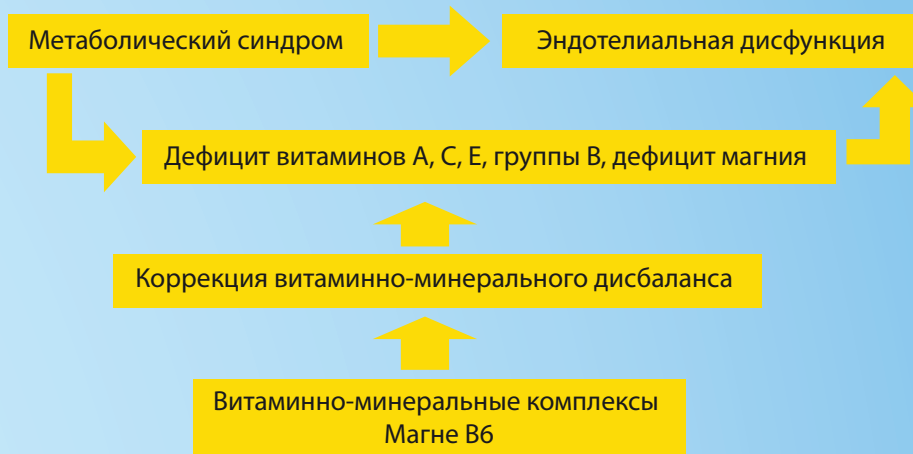 Метаболический синдром
Эндотелиальная дисфункция
Дефицит витаминов А, С, Е, группы В, дефицит магния
Коррекция витаминно-минерального дисбаланса
Витаминно-минеральные комплексы
Магне В6